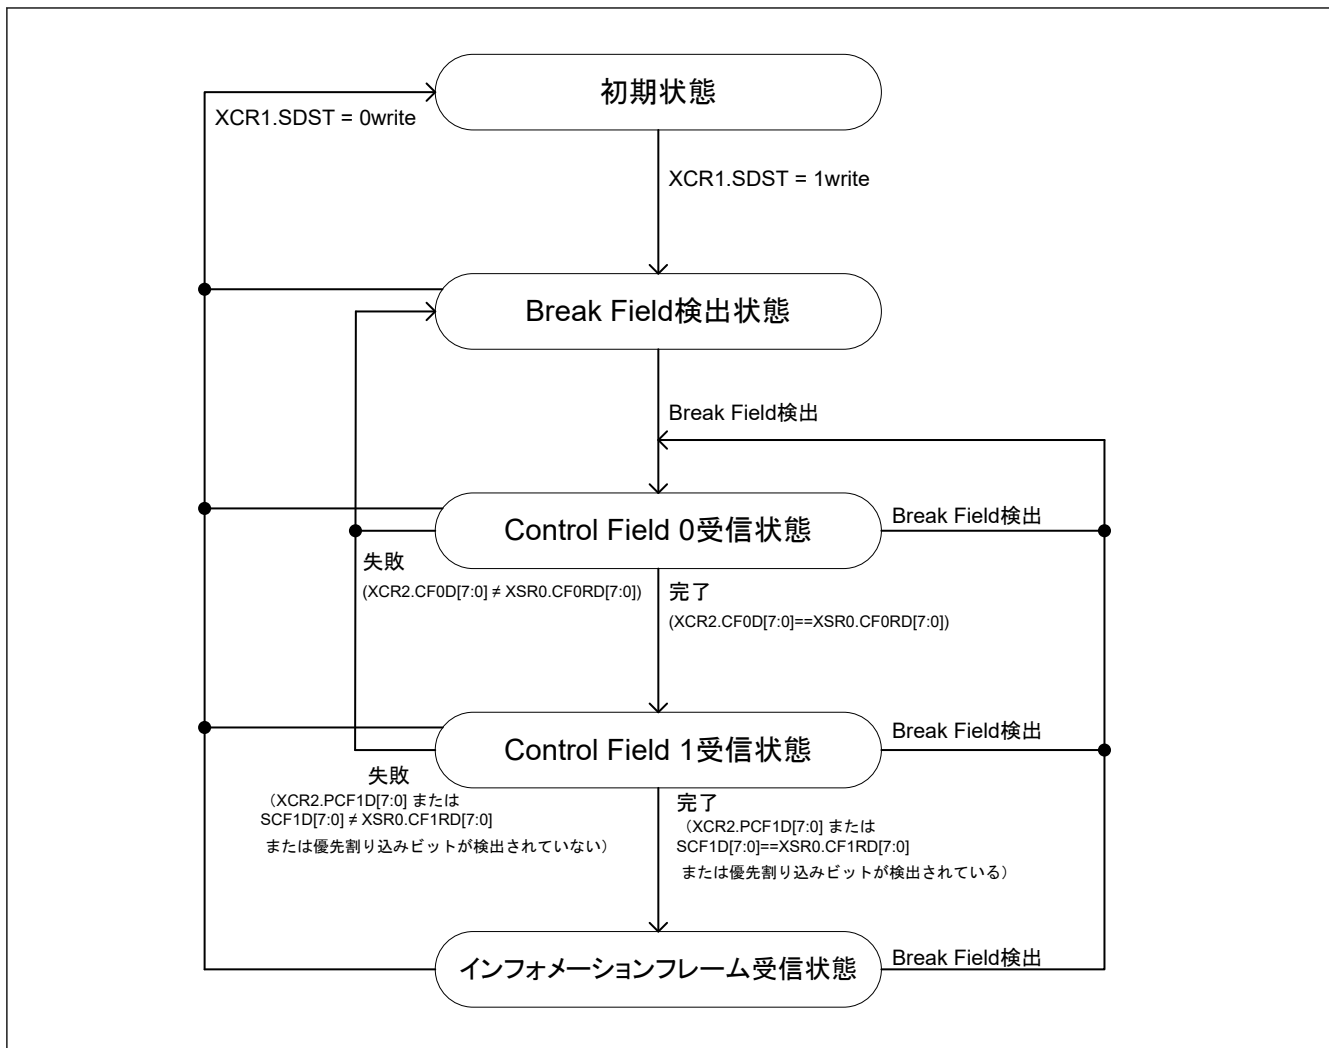 初期状態
XCR1.SDST = 0write
XCR1.SDST = 1write
Break Field検出状態
Break Field検出
Control Field 0受信状態
Break Field検出
失敗
(XCR2.CF0D[7:0] ≠ XSR0.CF0RD[7:0])
完了
(XCR2.CF0D[7:0]==XSR0.CF0RD[7:0])
Control Field 1受信状態
Break Field検出
失敗
（XCR2.PCF1D[7:0] または
SCF1D[7:0] ≠ XSR0.CF1RD[7:0]
または優先割り込みビットが検出されていない）
完了
（XCR2.PCF1D[7:0] または
SCF1D[7:0]==XSR0.CF1RD[7:0]
または優先割り込みビットが検出されている）
インフォメーションフレーム受信状態
Break Field検出